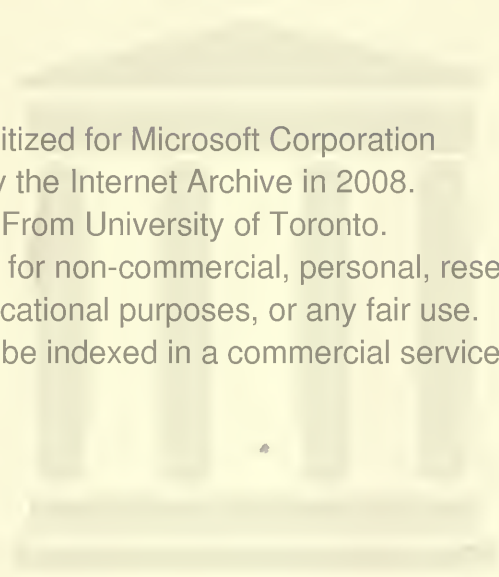 itized for Microsoft Corporation
the Internet Archive in 2008.
From University of Toronto.
for non-commercial, personal, rese
cational purposes, or any fair use.
be indexed in a commercial service